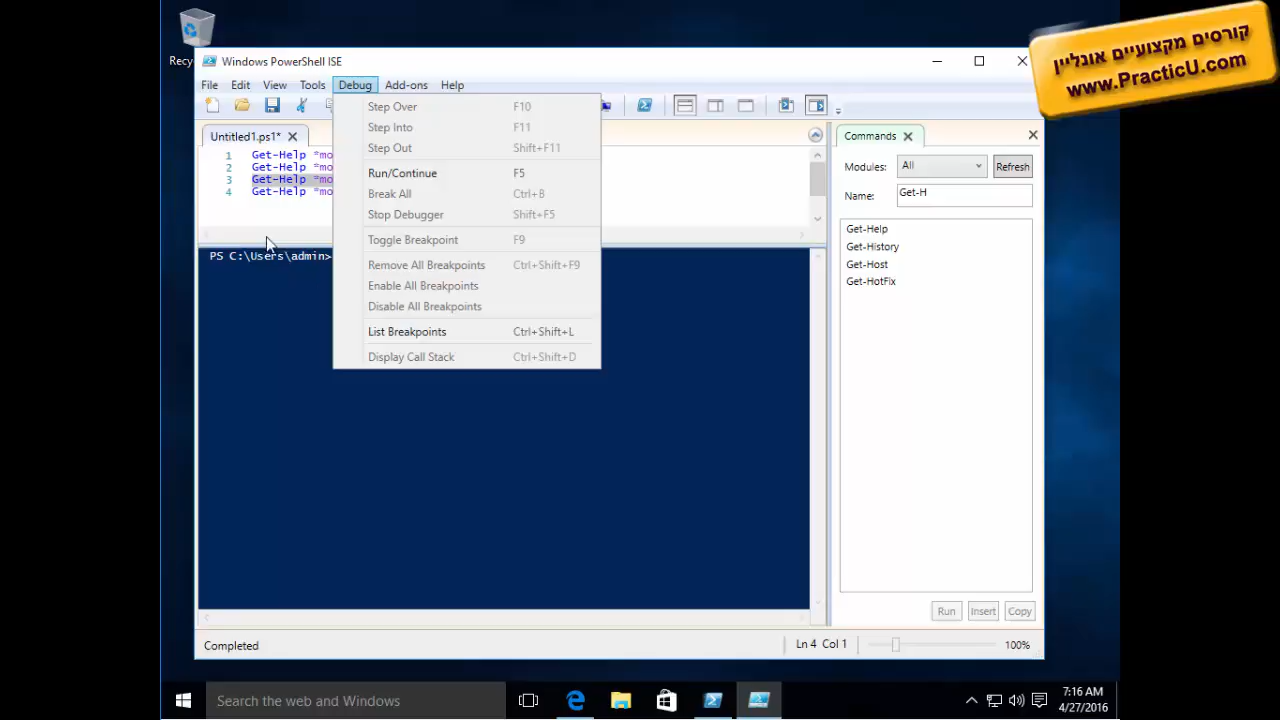 קורסים מקצועיים אונליין
www.PracticU.com
Recy
Windows PowerShell ISE
File Edit View Tools Debug Add-ons Help
Untitled1.ps1*
1 Get-Help *mo
2 Get-Help *mo
3 Get-Help *mo
4 Get-Help *mo
Step Over F10
Step Into F11
Step Out Shift+F11
Run/Continue F5
Break All Ctrl+B
Stop Debugger Shift+F5
Toggle Breakpoint F9
Remove All Breakpoints Ctrl+Shift+F9
Enable All Breakpoints
Disable All Breakpoints
List Breakpoints Ctrl+Shift+L
Display Call Stack Ctrl+Shift+D
PS C:\Users\admin>
Commands
Modules: All Refresh
Name: Get-H
Get-Help
Get-History
Get-Host
Get-HotFix
Run Insert Copy
Completed Ln 4 Col 1 100%
Search the web and Windows
7:16 AM
4/27/2016